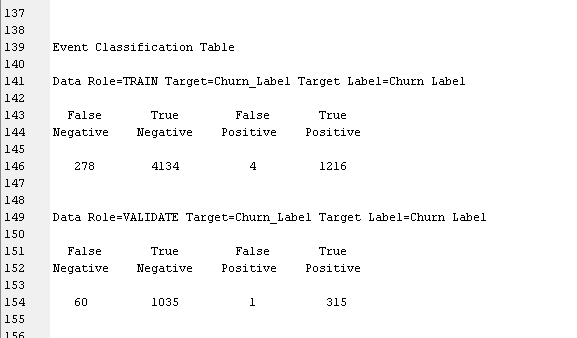 137
138
139 Event Classification Table
140
141 Data Role=TRAIN Target=Churn_Label Target Label=Churn Label
142
143 False True False True
144 Negative Negative Positive Positive
145
146 278 4134 4 1216
147
148
149 Data Role=VALIDATE Target=Churn_Label Target Label=Churn Label
150
151 False True False True
152 Negative Negative Positive Positive
153
154 60 1035 1 315
155
156